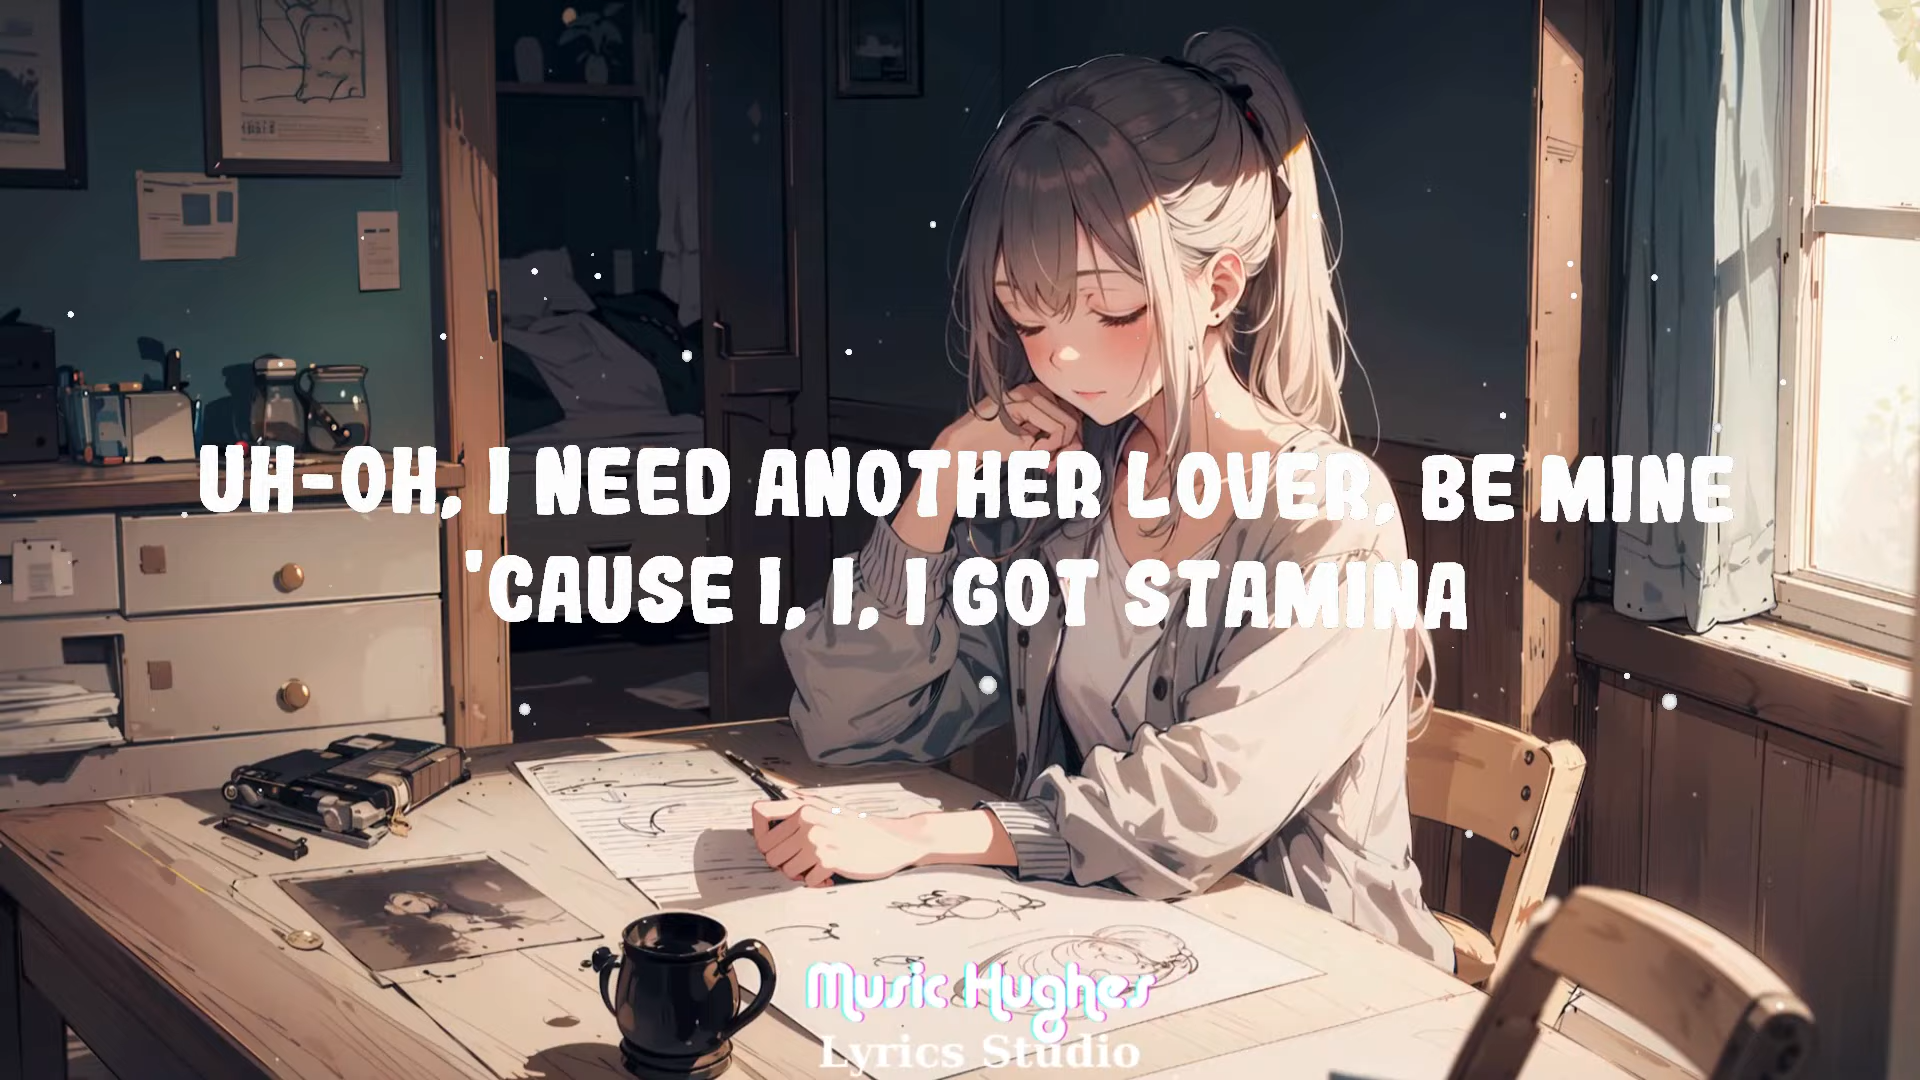 UH-OH, I NEED ANOTHER LOVER, BE MINE
'CAUSE I, I, I GOT STAMINA
Music Hughes
Lyrics Studio